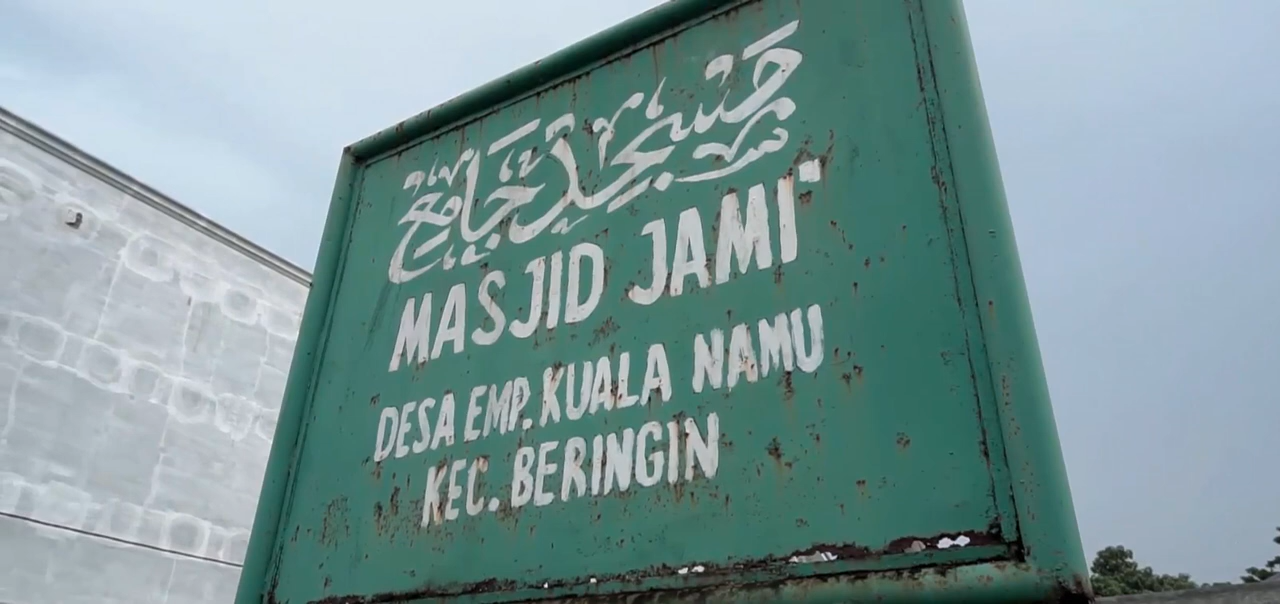 مسجد جامع
MASJID JAMI'
DESA EMP. KUALA NAMU
KEC. BERINGIN